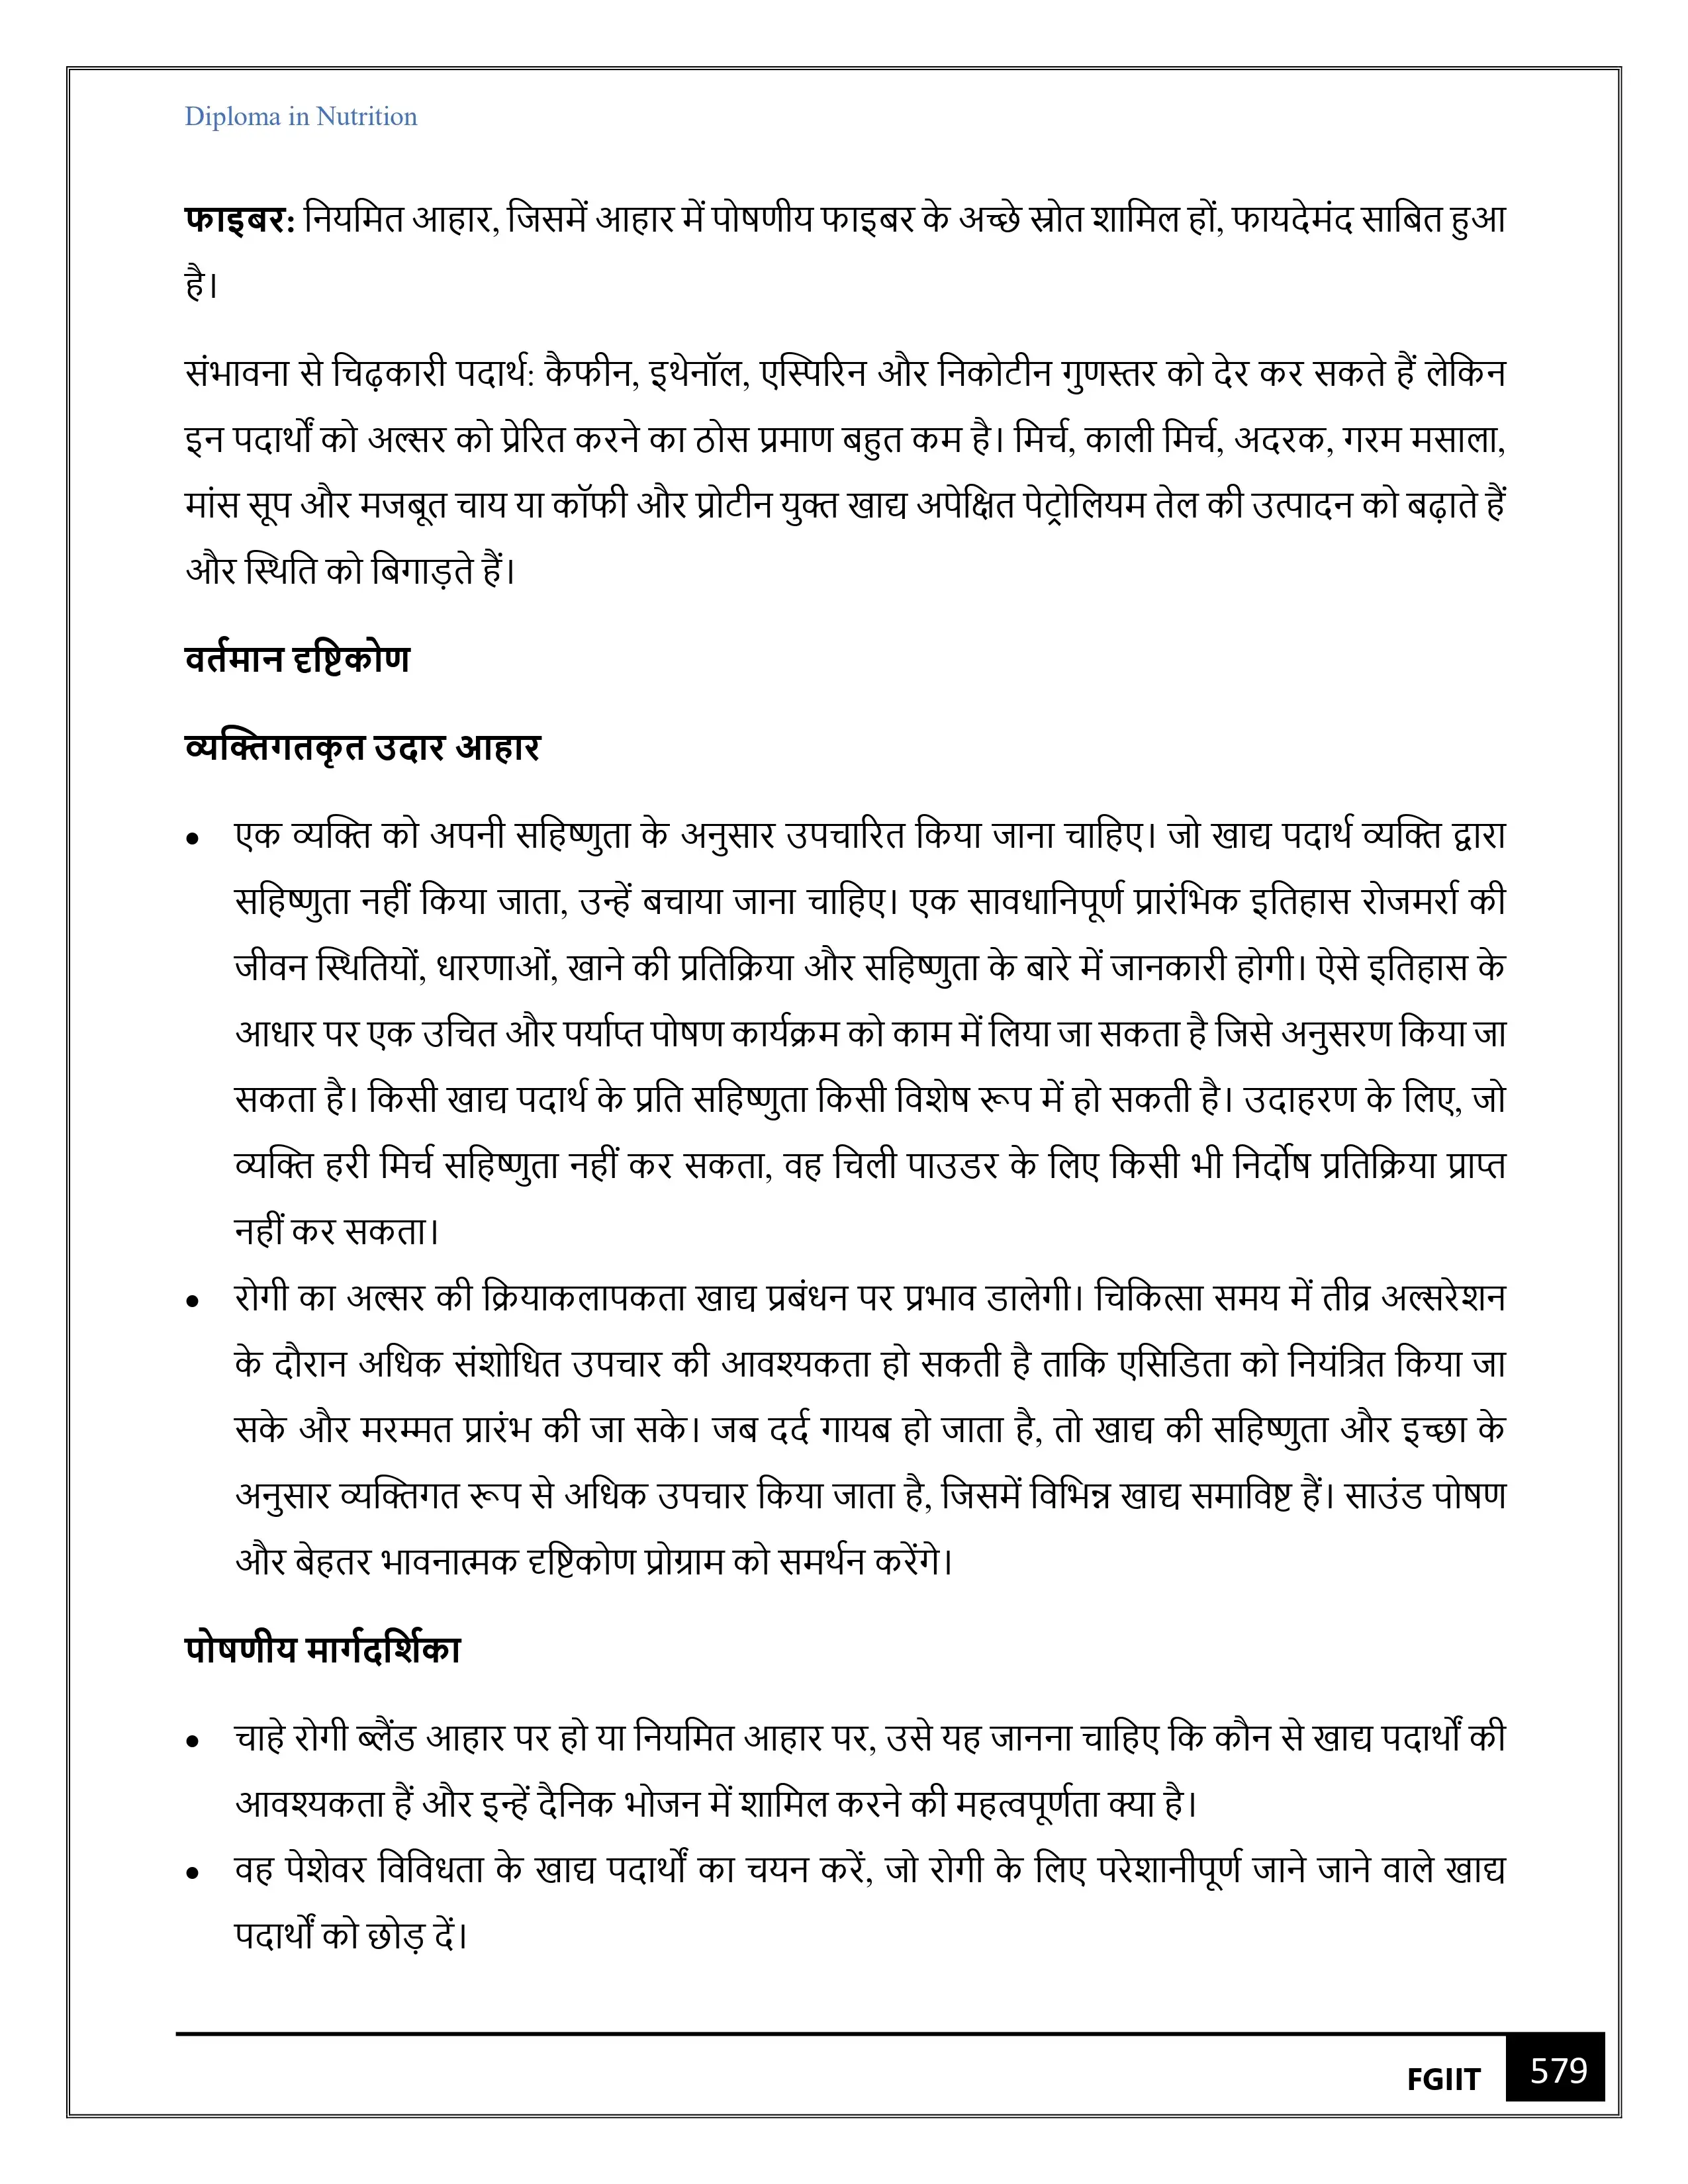 Diploma in Nutrition
फाइबर: नियमित आहार, जिसमें आहार में पोषणीय फाइबर के अच्छे स्रोत शामिल हों, फायदेमंद साबित हुआ
है।
संभावना से चिढ़कारी पदार्थ: कैफीन, इथेनॉल, एस्पिरिन और निकोटीन गुणस्तर को देर कर सकते हैं लेकिन
इन पदार्थों को अल्सर को प्रेरित करने का ठोस प्रमाण बहुत कम है। मिर्च, काली मिर्च, अदरक, गरम मसाला,
मांस सूप और मजबूत चाय या कॉफी और प्रोटीन युक्त खाद्य अपेक्षित पेट्रोलियम तेल की उत्पादन को बढ़ाते हैं
और स्थिति को बिगाड़ते हैं।
वर्तमान दृष्टिकोण
व्यक्तिगतकृत उदार आहार
• एक व्यक्ति को अपनी सहिष्णुता के अनुसार उपचारित किया जाना चाहिए। जो खाद्य पदार्थ व्यक्ति द्वारा
सहिष्णुता नहीं किया जाता, उन्हें बचाया जाना चाहिए। एक सावधानिपूर्ण प्रारंभिक इतिहास रोजमर्रा की
जीवन स्थितियों, धारणाओं, खाने की प्रतिक्रिया और सहिष्णुता के बारे में जानकारी होगी। ऐसे इतिहास के
आधार पर एक उचित और पर्याप्त पोषण कार्यक्रम को काम में लिया जा सकता है जिसे अनुसरण किया जा
सकता है। किसी खाद्य पदार्थ के प्रति सहिष्णुता किसी विशेष रूप में हो सकती है। उदाहरण के लिए, जो
व्यक्ति हरी मिर्च सहिष्णुता नहीं कर सकता, वह चिली पाउडर के लिए किसी भी निर्दोष प्रतिक्रिया प्राप्त
नहीं कर सकता।
• रोगी का अल्सर की क्रियाकलापकता खाद्य प्रबंधन पर प्रभाव डालेगी। चिकित्सा समय में तीव्र अल्सरेशन
के दौरान अधिक संशोधित उपचार की आवश्यकता हो सकती है ताकि एसिडिता को नियंत्रित किया जा
सके और मरम्मत प्रारंभ की जा सके। जब दर्द गायब हो जाता है, तो खाद्य की सहिष्णुता और इच्छा के
अनुसार व्यक्तिगत रूप से अधिक उपचार किया जाता है, जिसमें विभिन्न खाद्य समाविष्ट हैं। साउंड पोषण
और बेहतर भावनात्मक दृष्टिकोण प्रोग्राम को समर्थन करेंगे।
पोषणीय मार्गदर्शिका
• चाहे रोगी ब्लैंड आहार पर हो या नियमित आहार पर, उसे यह जानना चाहिए कि कौन से खाद्य पदार्थों की
आवश्यकता हैं और इन्हें दैनिक भोजन में शामिल करने की महत्वपूर्णता क्या है।
• वह पेशेवर विविधता के खाद्य पदार्थों का चयन करें, जो रोगी के लिए परेशानीपूर्ण जाने जाने वाले खाद्य
पदार्थों को छोड़ दें।
FGIIT 579